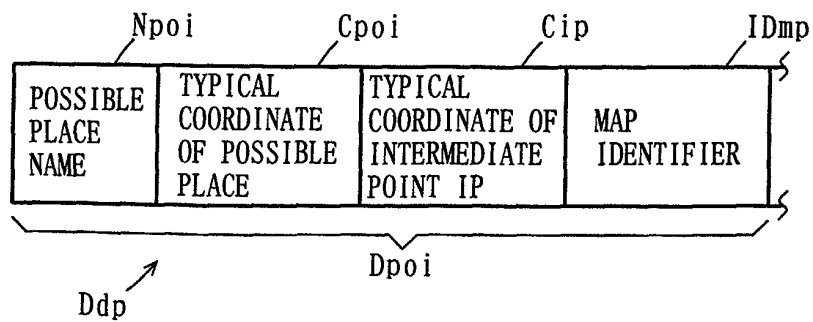 Npoi
Cpoi
Cip
IDmp
POSSIBLE
PLACE
NAME
TYPICAL
COORDINATE
OF POSSIBLE
PLACE
TYPICAL
COORDINATE OF
INTERMEDIATE
POINT IP
MAP
IDENTIFIER
Dpoi
Ddp